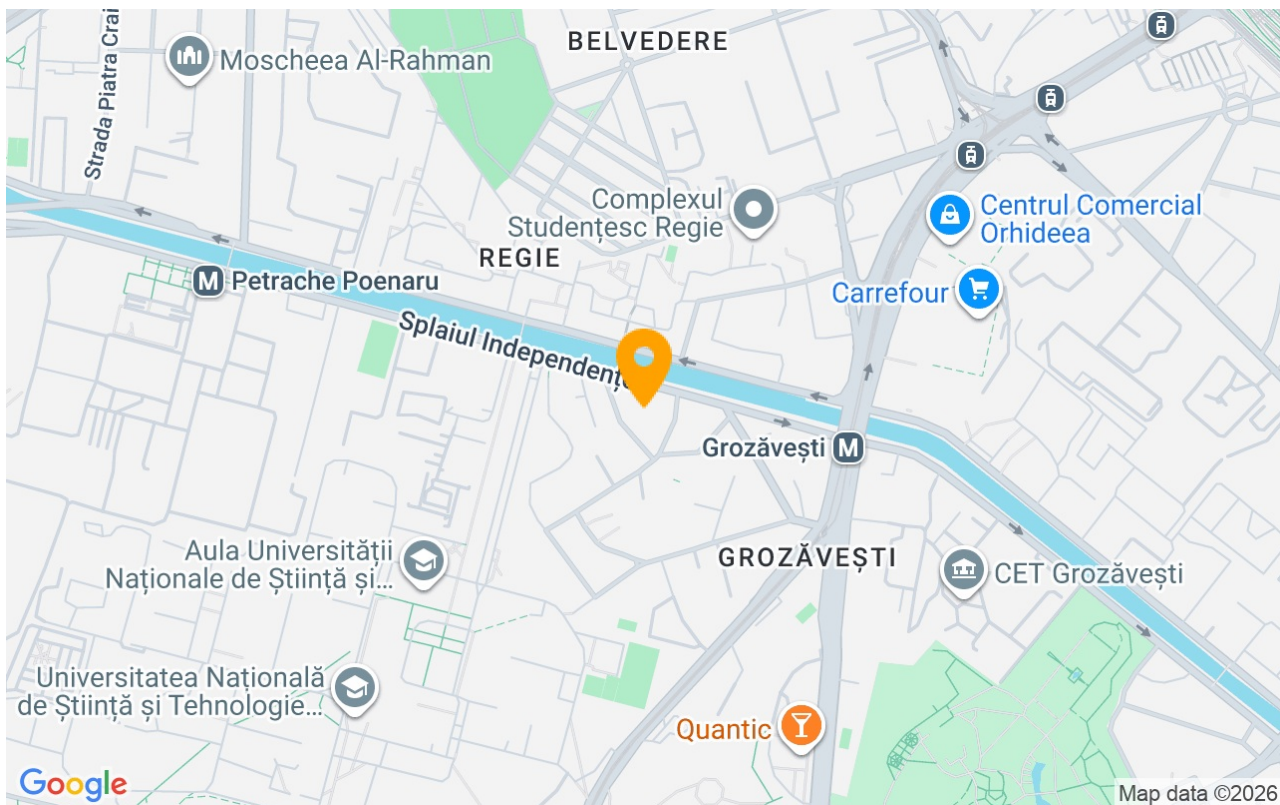 BELVEDERE
Moscheea Al-Rahman
Strada Piatra Crai
Complexul
Studențesc Regie
Centrul Comercial
Orhideea
REGIE
M Petrache Poenaru
Carrefour
Splaiul Independenț
Grozăvești M
Aula Universității
Naționale de Știință și...
GROZĂVEȘTI
CET Grozăvești
Universitatea Națională
de Știință și Tehnologie...
Quantic
Google
Map data ©2026